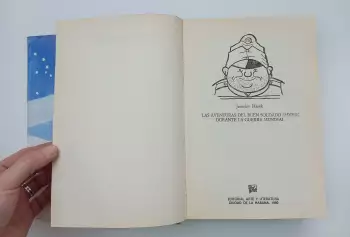 Jaroslav Hašek
LAS AVENTURAS DEL BUEN SOLDADO SVEJK
DURANTE LA GUERRA MUNDIAL
EDITORIAL ARTE Y LITERATURA
CIUDAD DE LA HABANA,